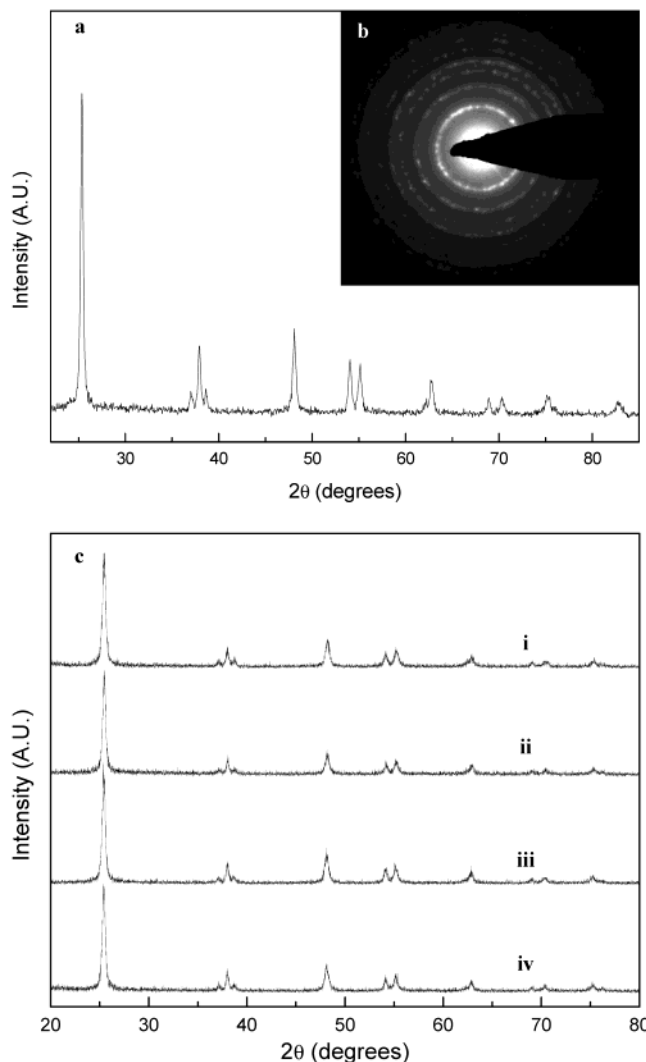 a
b
Intensity (A.U.)
30 40 50 60 70 80
2θ (degrees)
c
i
ii
iii
iv
Intensity (A.U.)
20 30 40 50 60 70 80
2θ (degrees)